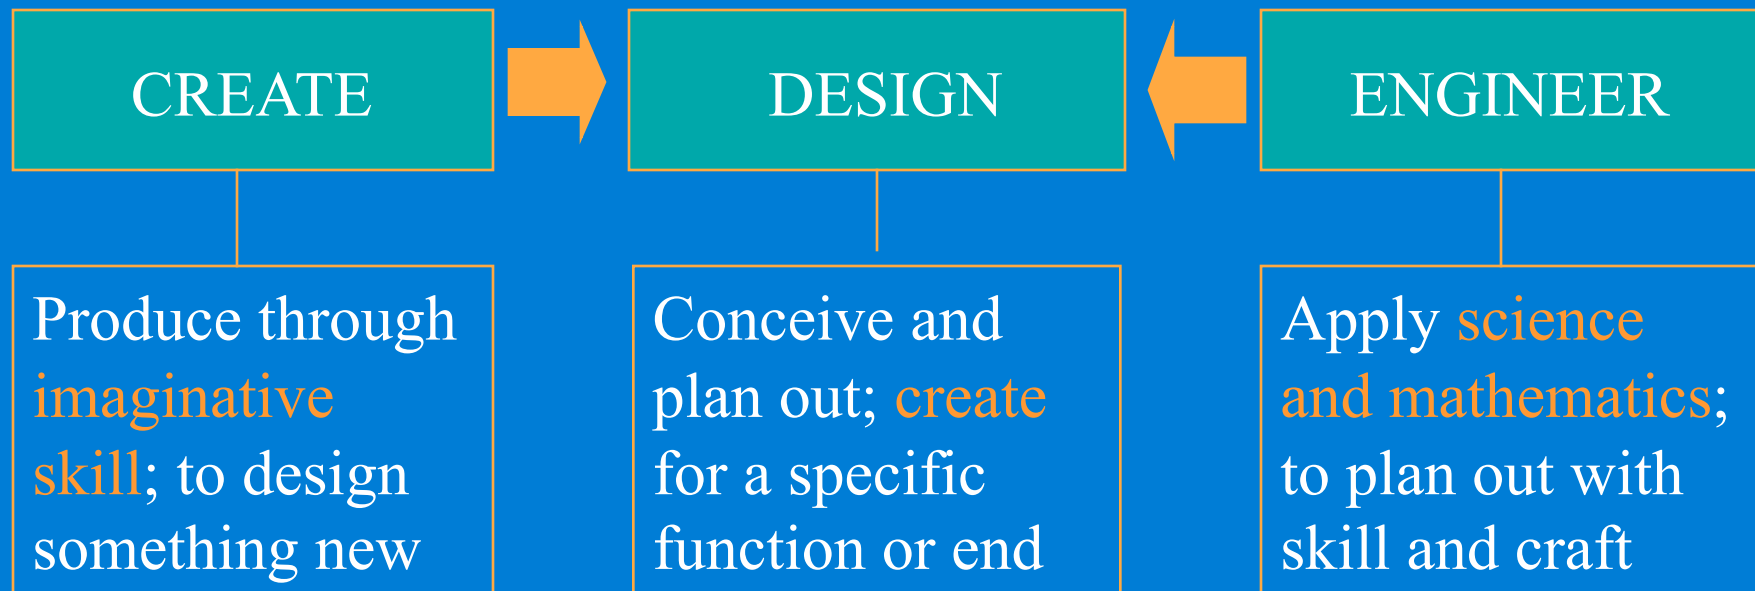 CREATE
DESIGN
ENGINEER
Produce through
imaginative
skill; to design
something new
Conceive and
plan out; create
for a specific
function or end
Apply science
and mathematics;
to plan out with
skill and craft